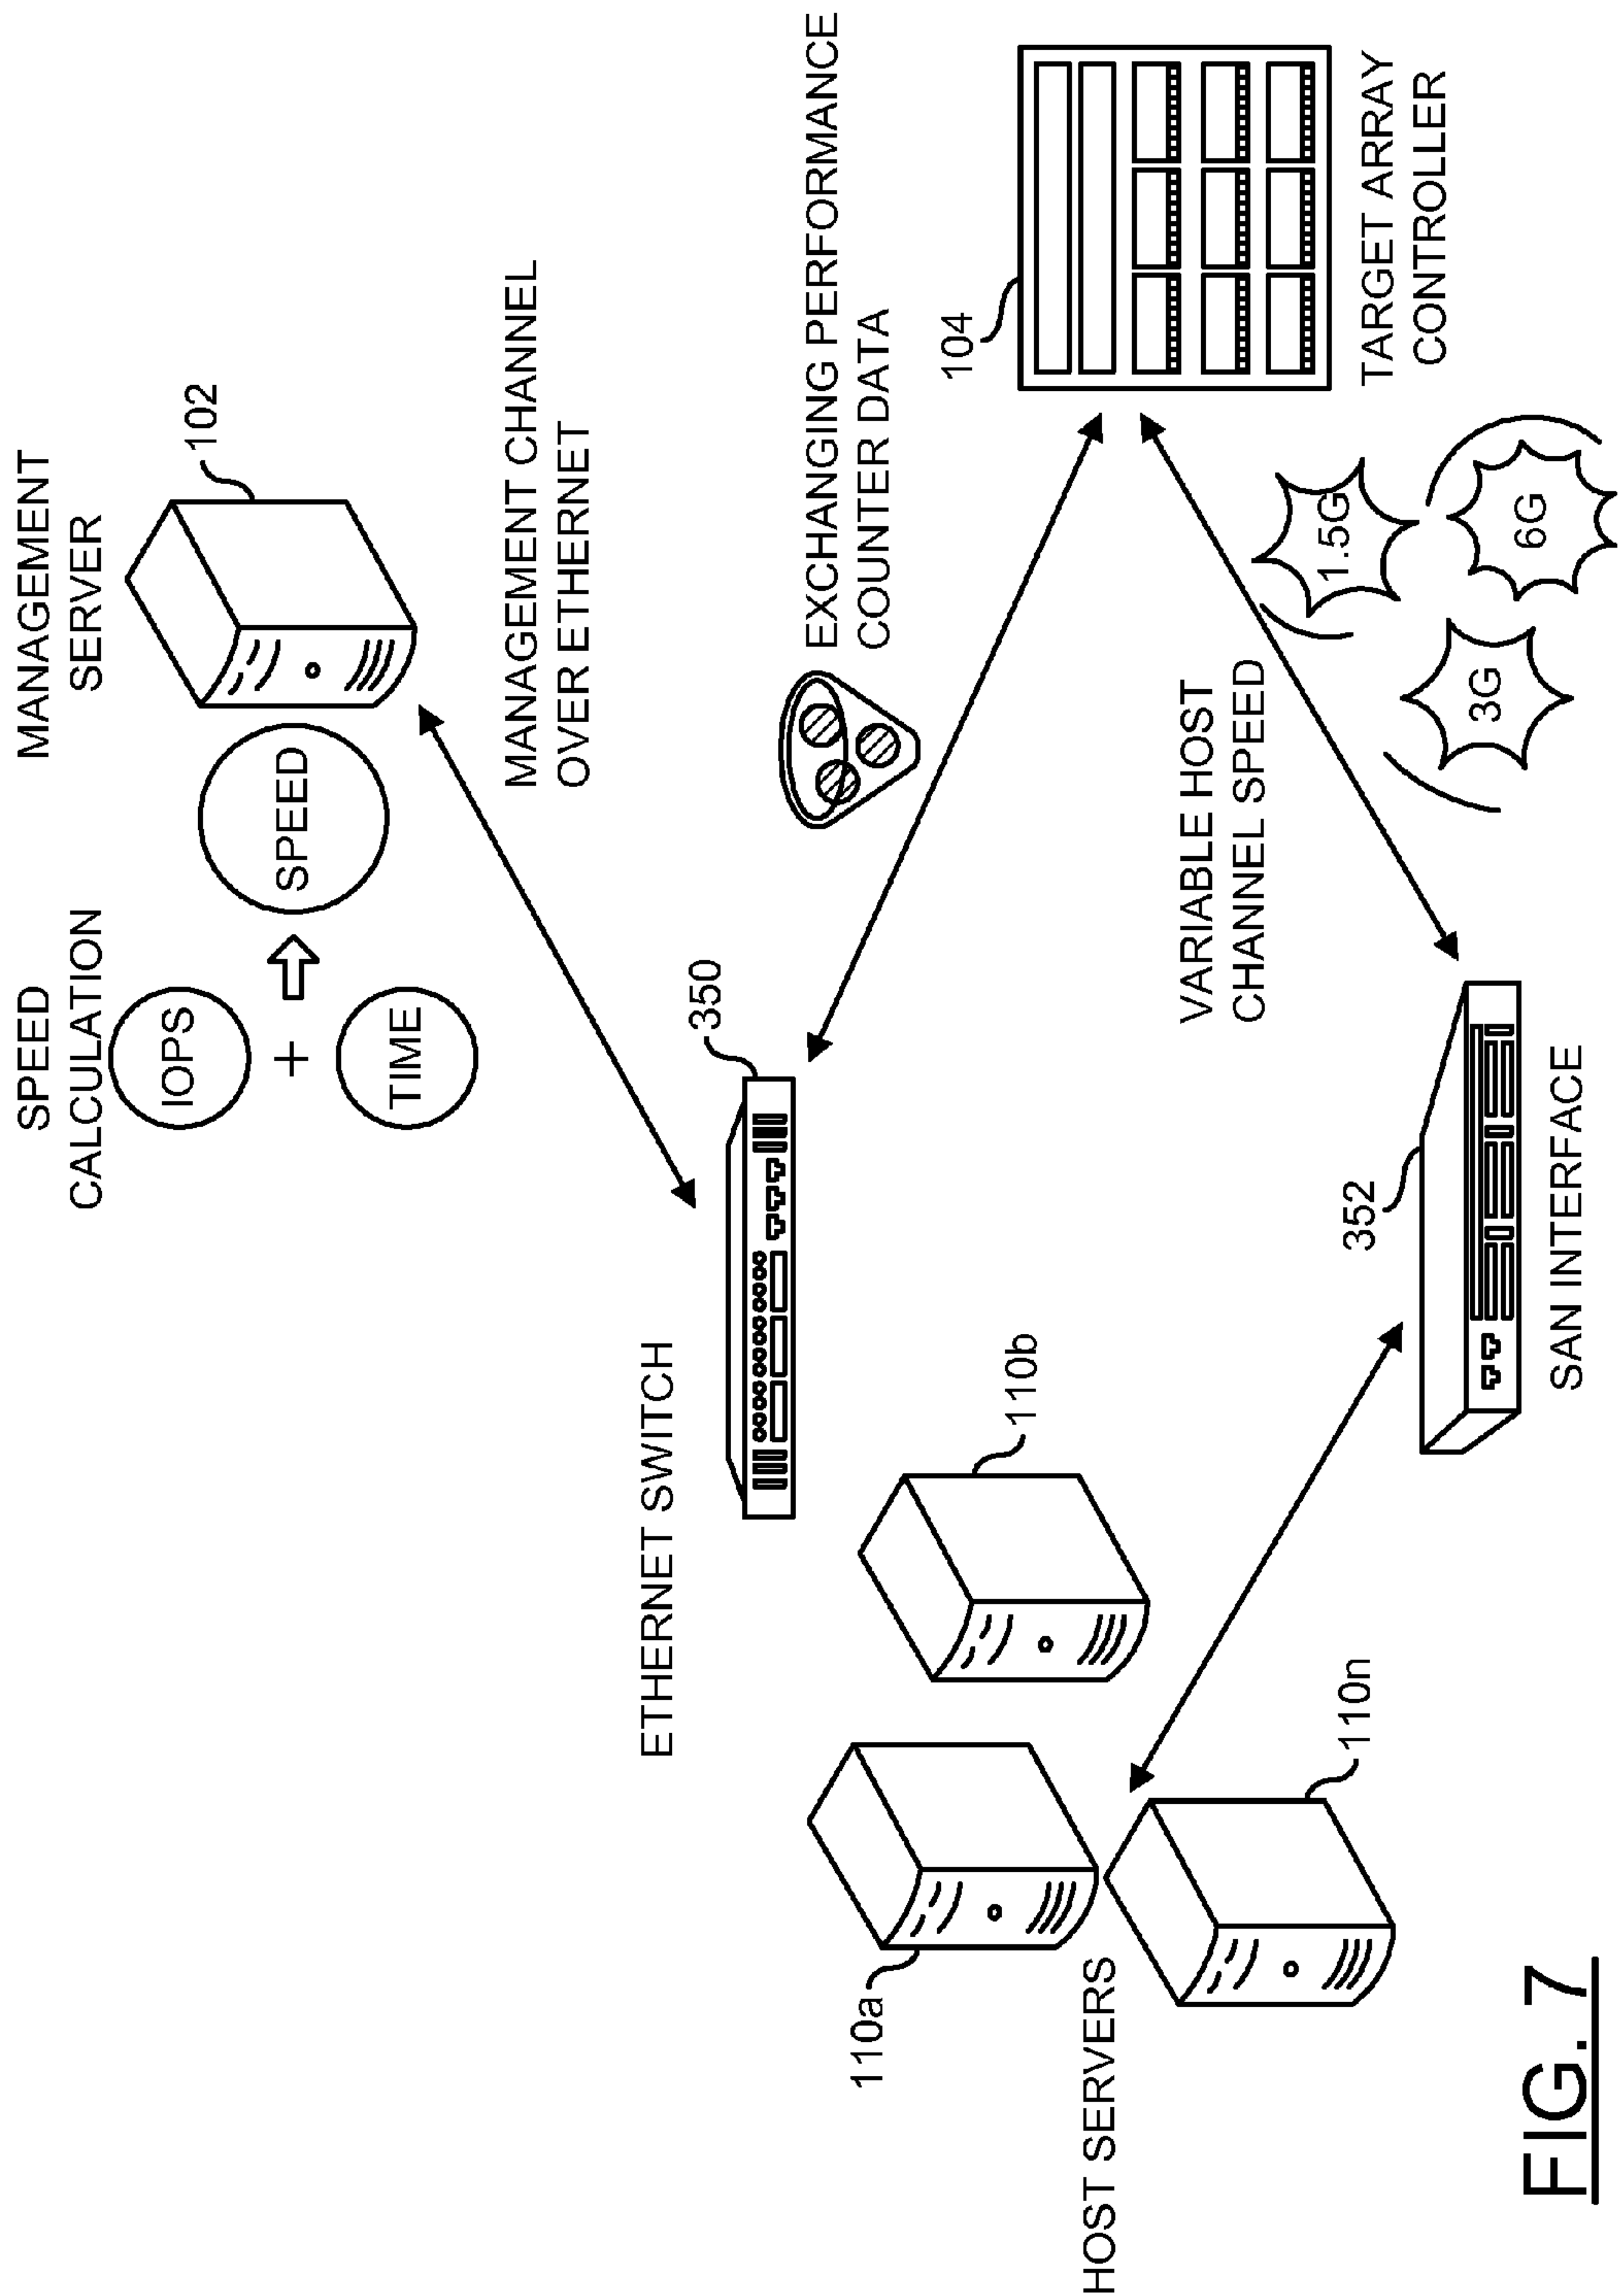 SPEED
CALCULATION
IOPS
+
TIME
SPEED
MANAGEMENT
SERVER
102
MANAGEMENT CHANNEL
OVER ETHERNET
ETHERNET SWITCH
350
EXCHANGING PERFORMANCE
COUNTER DATA
104
TARGET ARRAY
CONTROLLER
110a
110b
110n
HOST SERVERS
VARIABLE HOST
CHANNEL SPEED
1.5G
3G
6G
352
SAN INTERFACE
FIG. 7